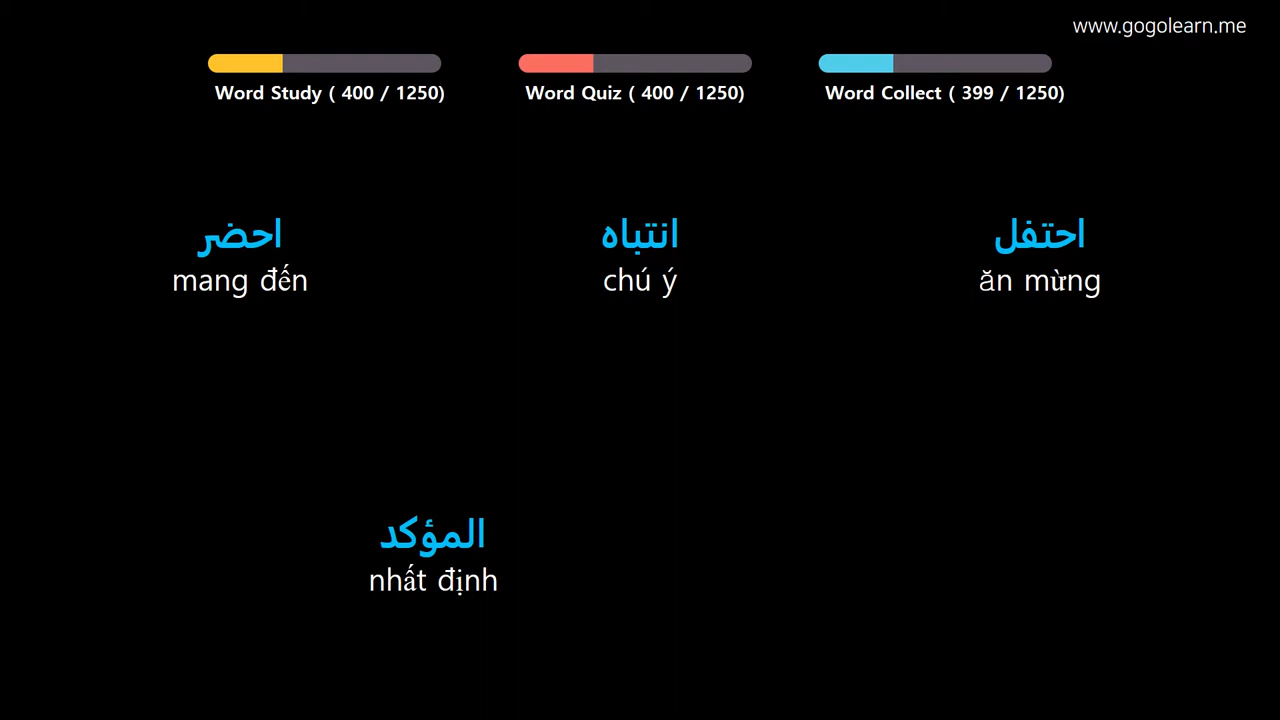 www.gogolearn.me
Word Study ( 400 / 1250)
Word Quiz ( 400 / 1250)
Word Collect ( 399 / 1250)
احضر
mang đến
انتباه
chú ý
احتفل
ăn mừng
المؤكد
nhất định